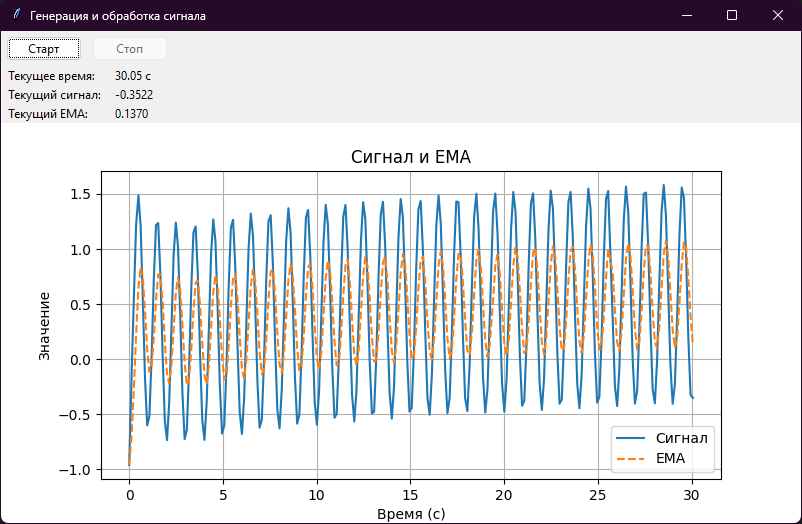 Генерация и обработка сигнала
Старт Стоп
Текущее время: 30.05 с
Текущий сигнал: -0.3522
Текущий EMA: 0.1370
Сигнал и EMA
1.5
1.0
0.5
0.0
−0.5
−1.0
Значение
Сигнал
EMA
0 5 10 15 20 25 30
Время (с)